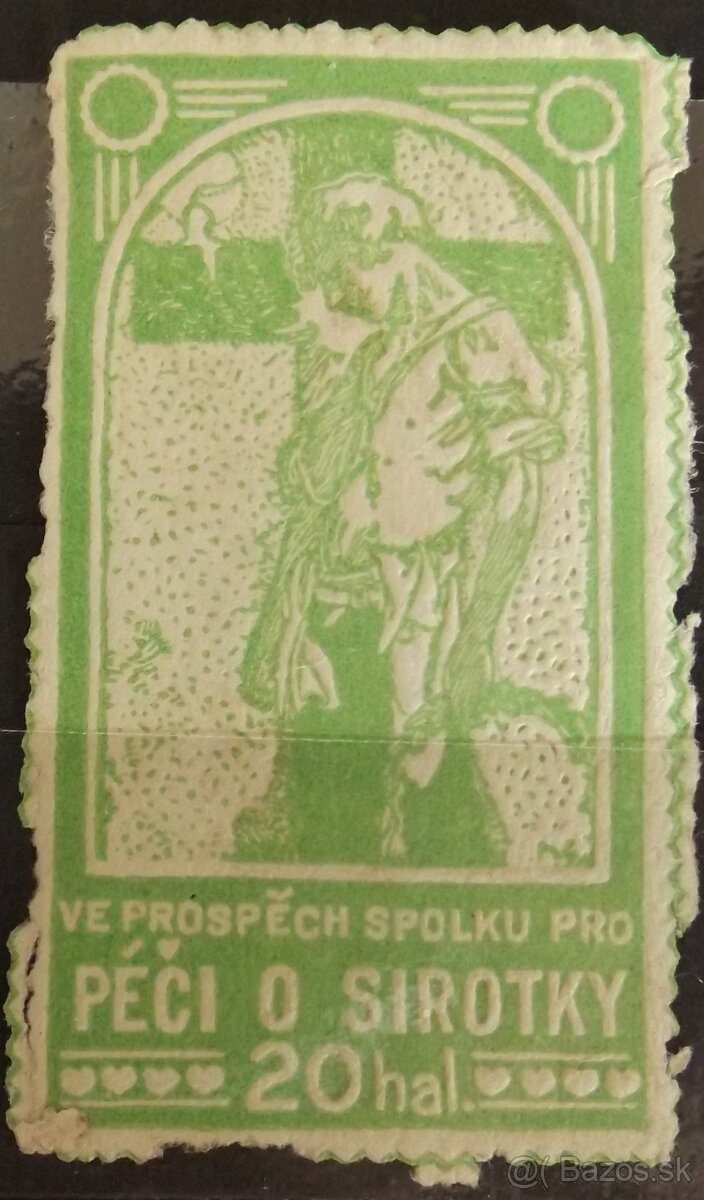 VE PROSPĚCH SPOLKU PRO
PÉČI O SIROTKY
20 hal.
@( Bazos.sk